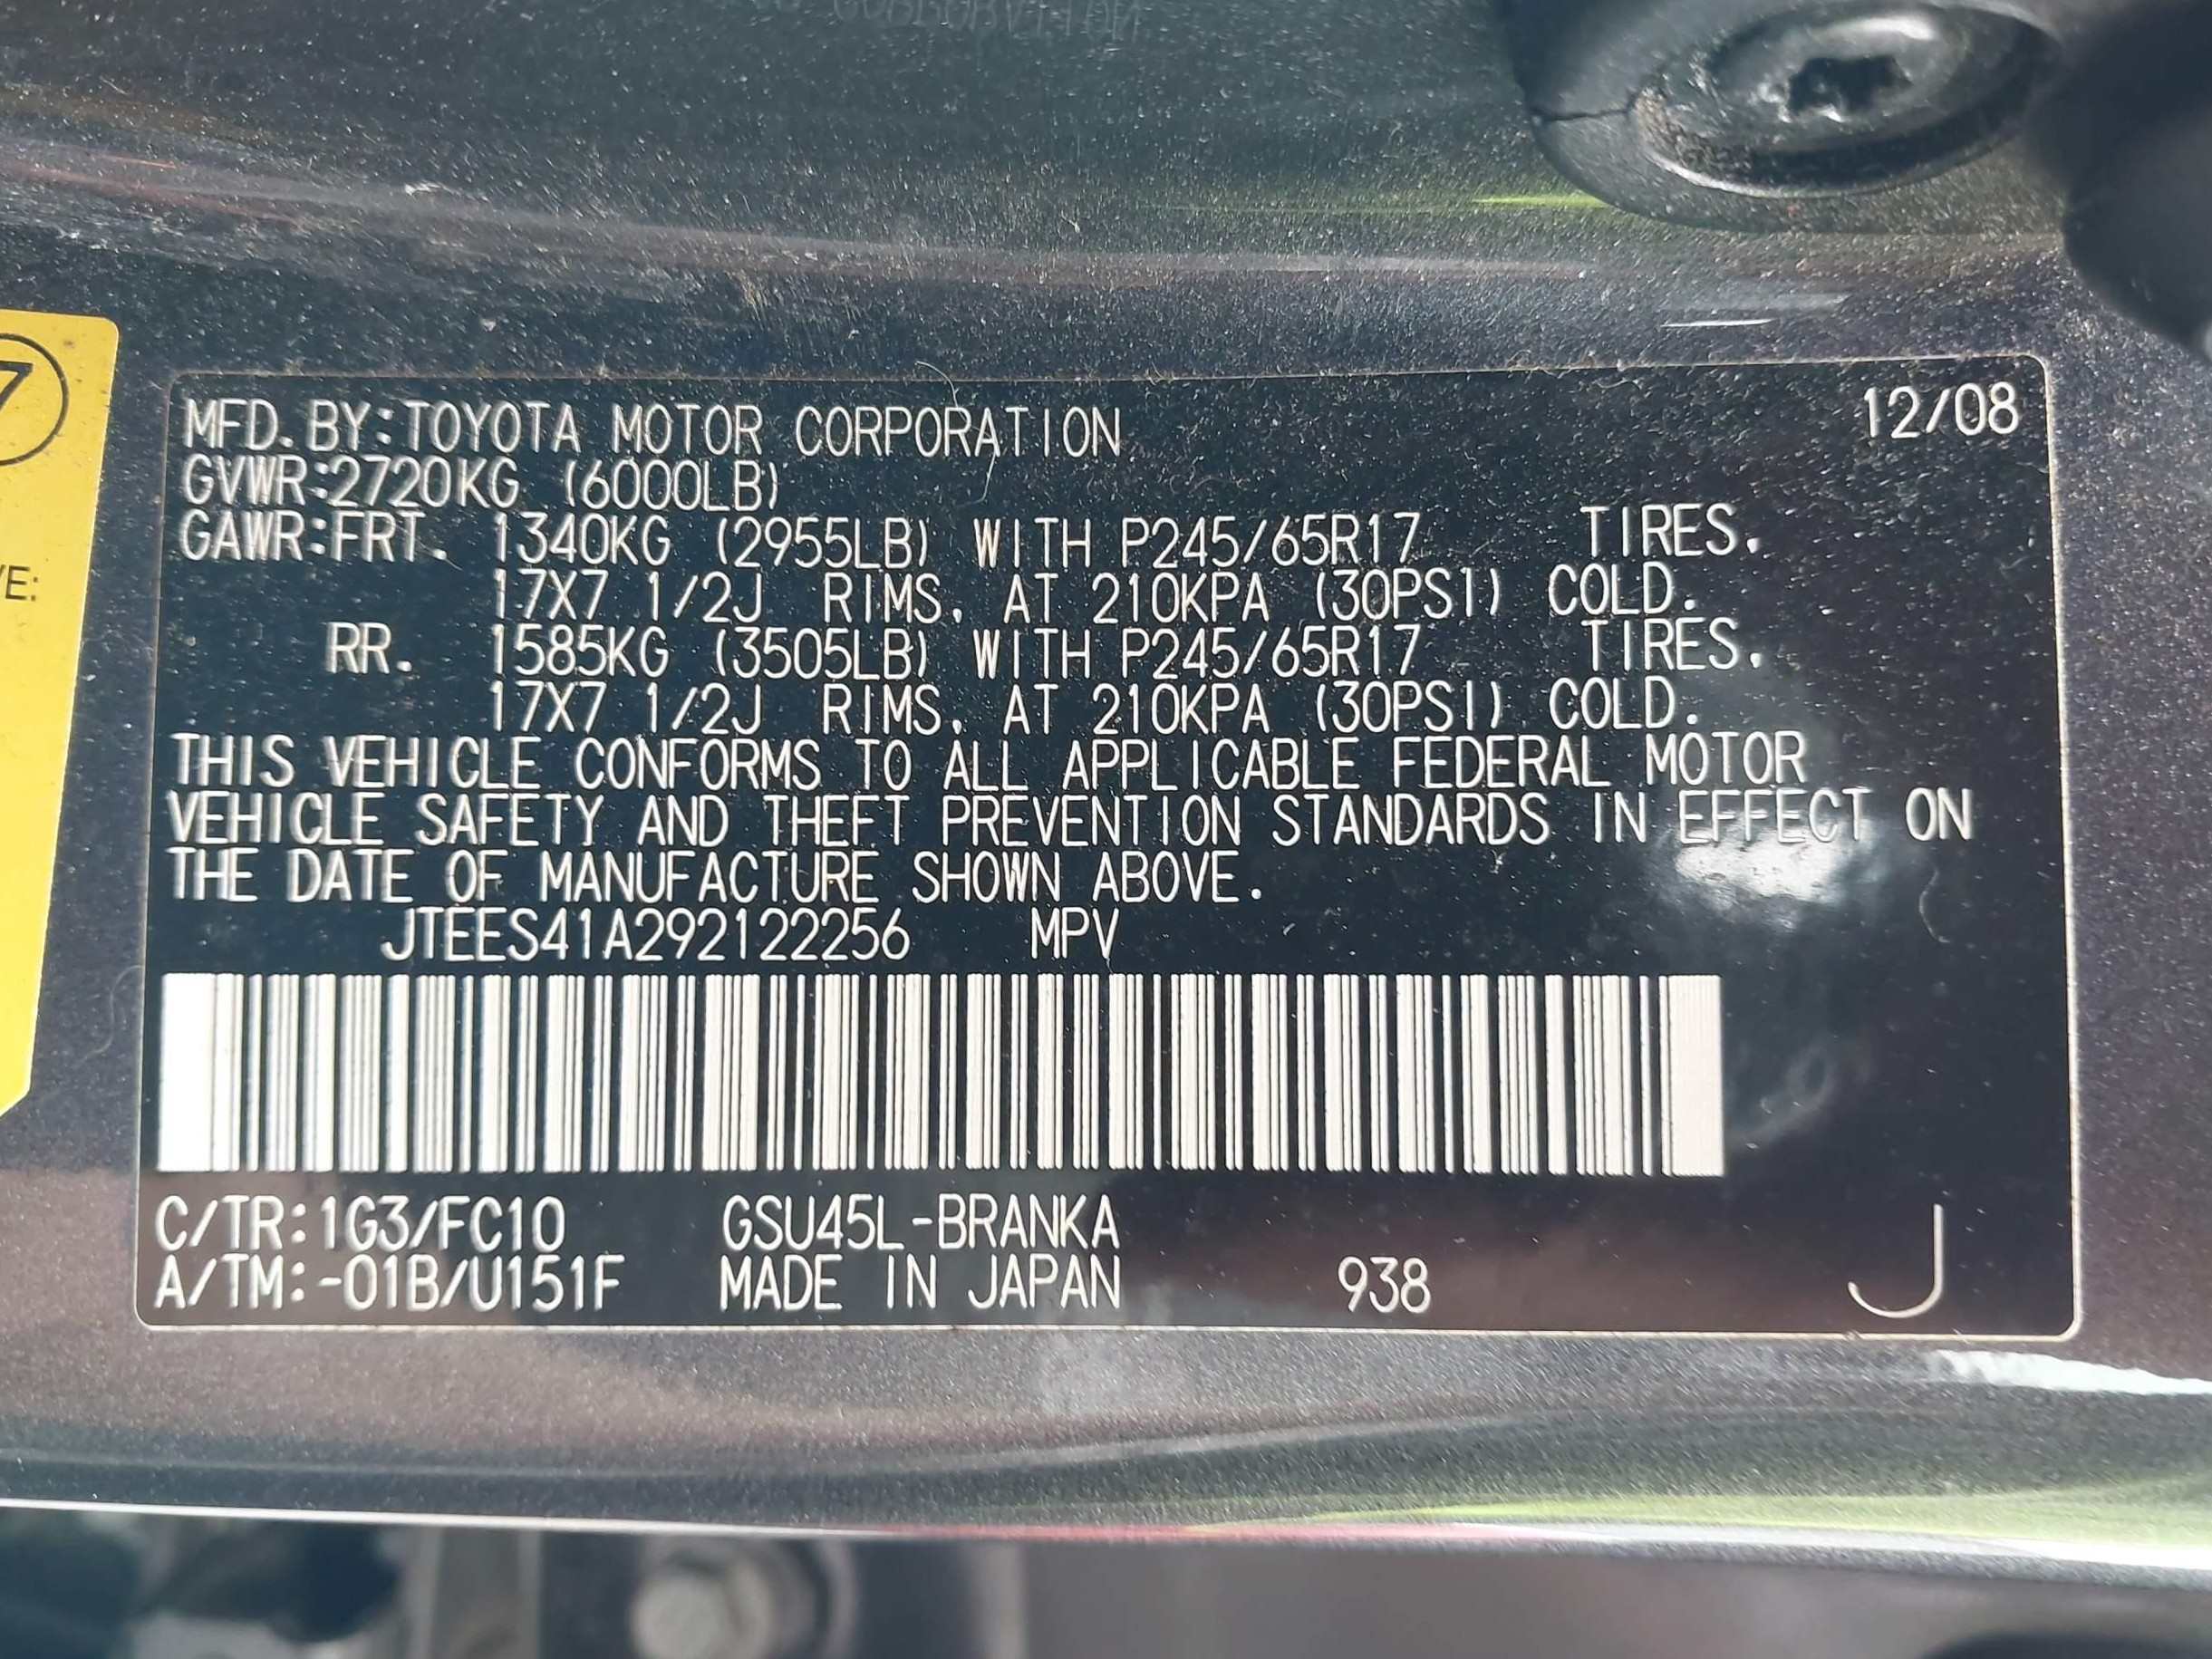 7
12/08
MFD.BY:TOYOTA MOTOR CORPORATION
GVWR:2720KG (6000LB)
GAWR:FRT. 1340KG (2955LB) WITH P245/65R17 TIRES.
17X7 1/2J RIMS, AT 210KPA (30PSI) COLD.
RR. 1585KG (3505LB) WITH P245/65R17 TIRES.
17X7 1/2J RIMS, AT 210KPA (30PSI) COLD.
THIS VEHICLE CONFORMS TO ALL APPLICABLE FEDERAL MOTOR
VEHICLE SAFETY AND THEFT PREVENTION STANDARDS IN EFFECT ON
THE DATE OF MANUFACTURE SHOWN ABOVE.
JTEES41A292122256 MPV
C/TR:1G3/FC10 GSU45L-BRANKA
A/TM:-01B/U151F MADE IN JAPAN 938 J